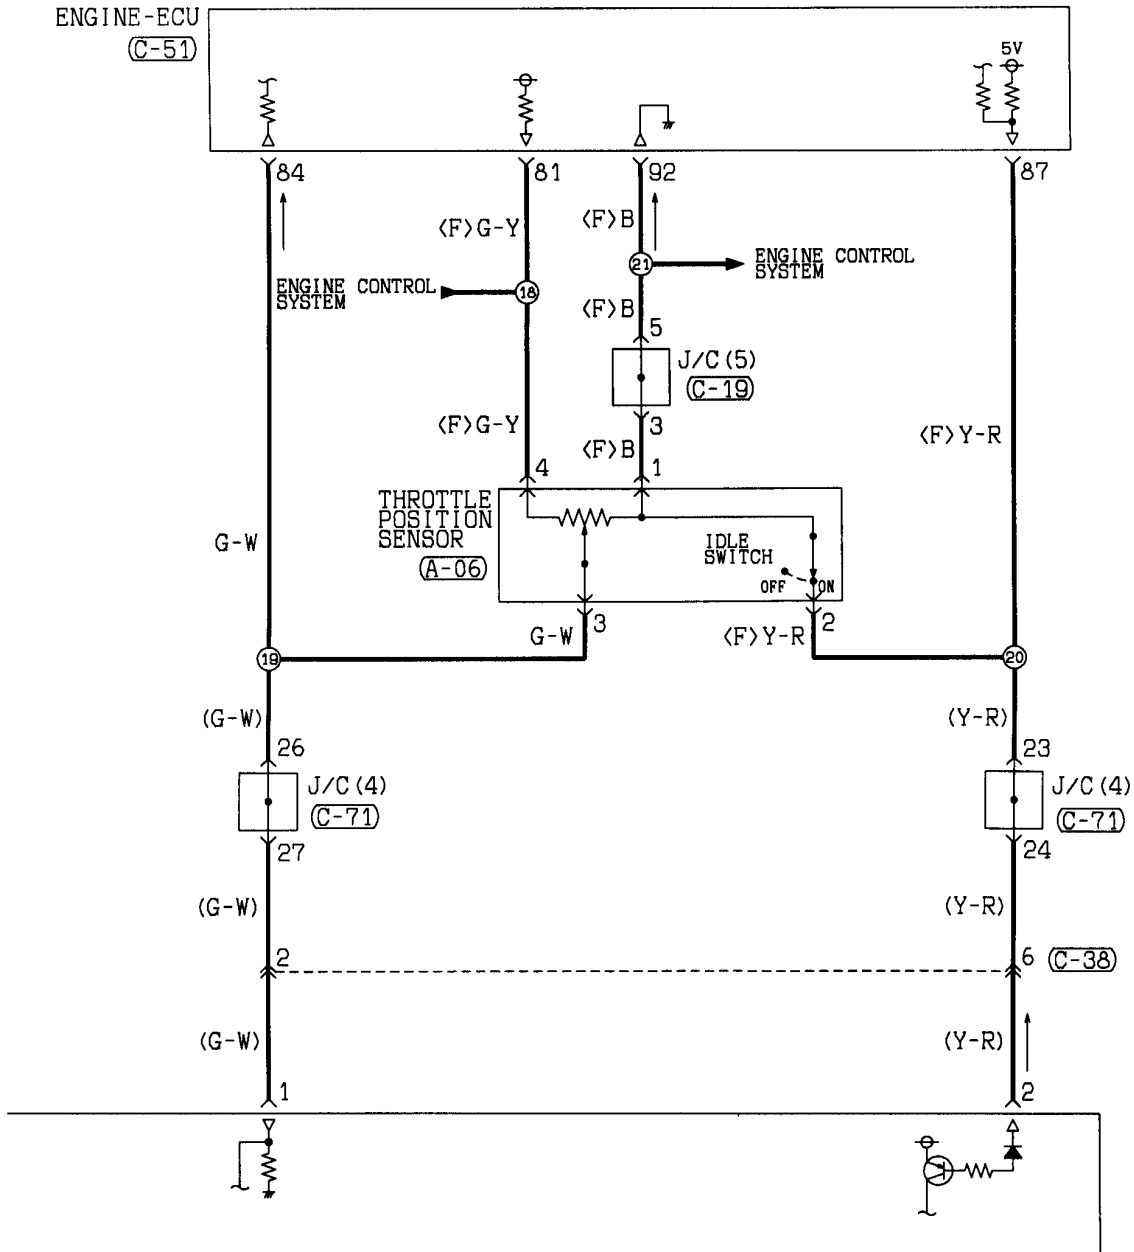 ENGINE-ECU
(C-51)
5V
84
81
92
87
<F>G-Y
<F>B
21
ENGINE CONTROL
SYSTEM
ENGINE CONTROL
SYSTEM
18
<F>B
5
J/C(5)
(C-19)
<F>G-Y
3
<F>Y-R
<F>B
4
1
THROTTLE
POSITION
SENSOR
(A-06)
IDLE
SWITCH
OFF
ON
G-W
3
2
G-W
<F>Y-R
19
20
(G-W)
(Y-R)
26
23
J/C(4)
(C-71)
J/C(4)
(C-71)
27
24
(G-W)
(Y-R)
2
6
(C-38)
(G-W)
(Y-R)
1
2